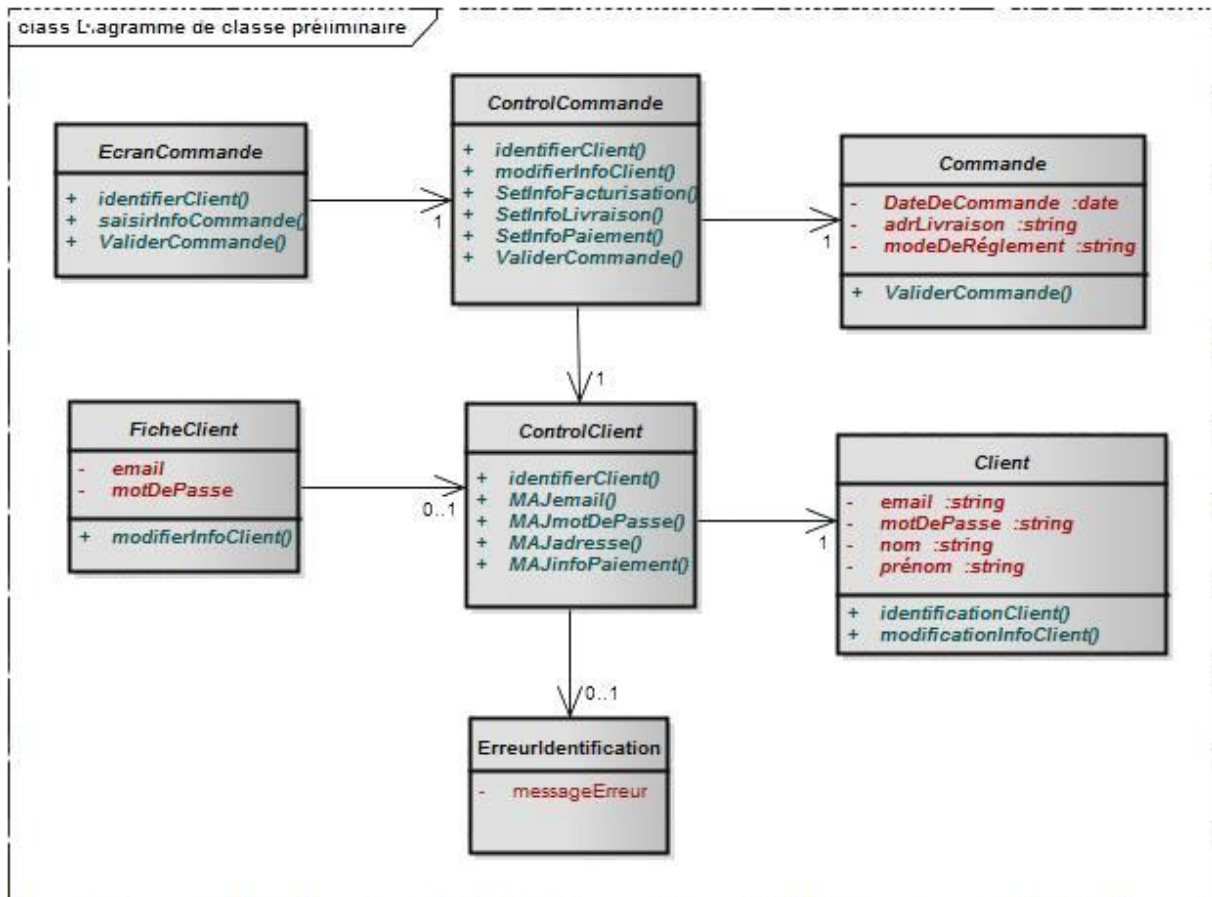 class Diagramme de classe préliminaire
EcranCommande
+ identifierClient()
+ saisirInfoCommande()
+ ValiderCommande()
ControlCommande
+ identifierClient()
+ modifierInfoClient()
+ SetInfoFacturisation()
+ SetInfoLivraison()
+ SetInfoPaiement()
+ ValiderCommande()
Commande
- DateDeCommande :date
- adrLivraison :string
- modeDeRéglement :string
+ ValiderCommande()
1
1
1
FicheClient
- email
- motDePasse
+ modifierInfoClient()
ControlClient
+ identifierClient()
+ MAJemail()
+ MAJmotDePasse()
+ MAJadresse()
+ MAJinfoPaiement()
Client
- email :string
- motDePasse :string
- nom :string
- prénom :string
+ identificationClient()
+ modificationInfoClient()
0..1
1
0..1
ErreurIdentification
- messageErreur